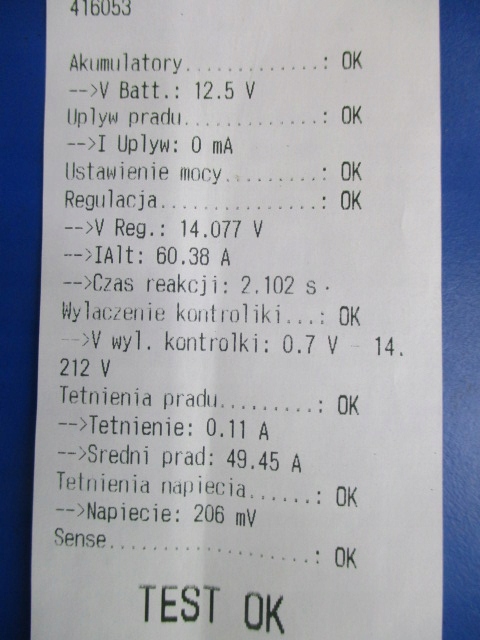 416053
Akumulatory..............: OK
-->V Batt.: 12.5 V
Uplyw pradu..............: OK
-->I Uplyw: 0 mA
Ustawienie mocy..........: OK
Regulacja................: OK
-->V Reg.: 14.077 V
-->IAlt: 60.38 A
-->Czas reakcji: 2.102 s.
Wylaczenie kontroliki...: OK
-->V wyl. kontrolki: 0.7 V - 14.
212 V
Tetnienia pradu..........: OK
-->Tetnienie: 0.11 A
-->Sredni prad: 49.45 A
Tetnienia napiecia.......: OK
-->Napiecie: 206 mV
Sense....................: OK
TEST OK